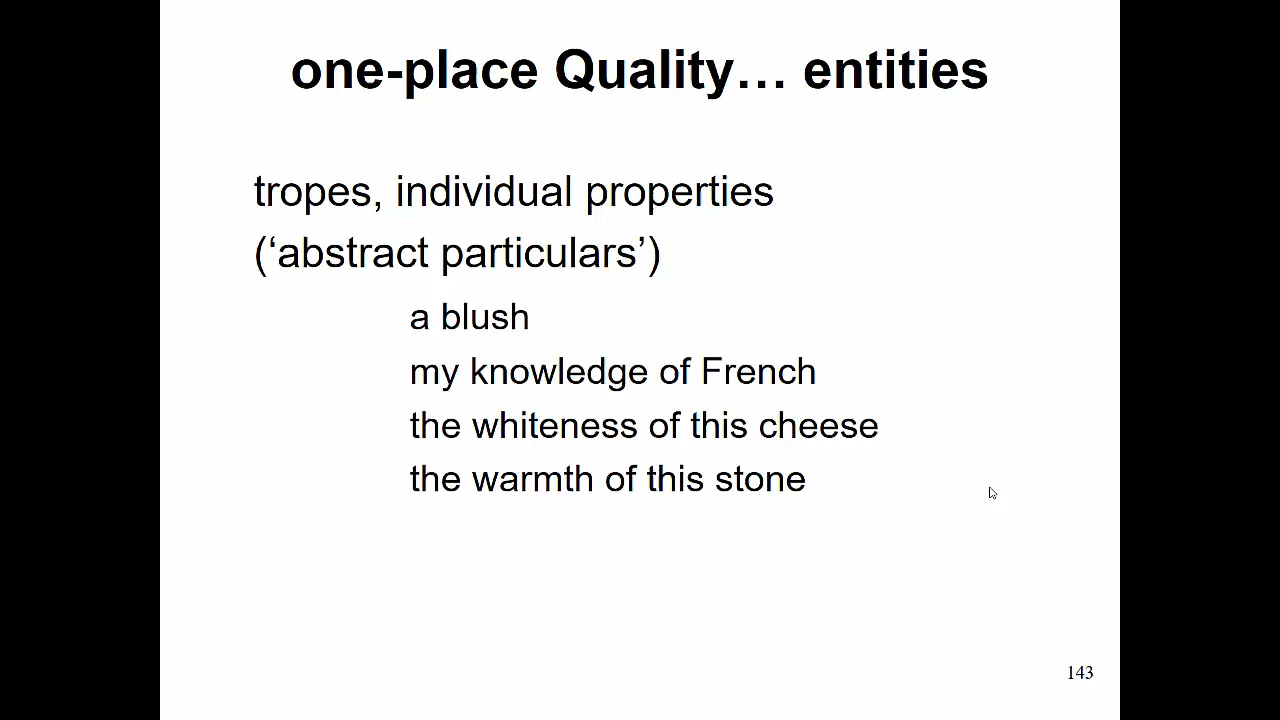 one-place Quality… entities
tropes, individual properties
(‘abstract particulars’)
a blush
my knowledge of French
the whiteness of this cheese
the warmth of this stone
143